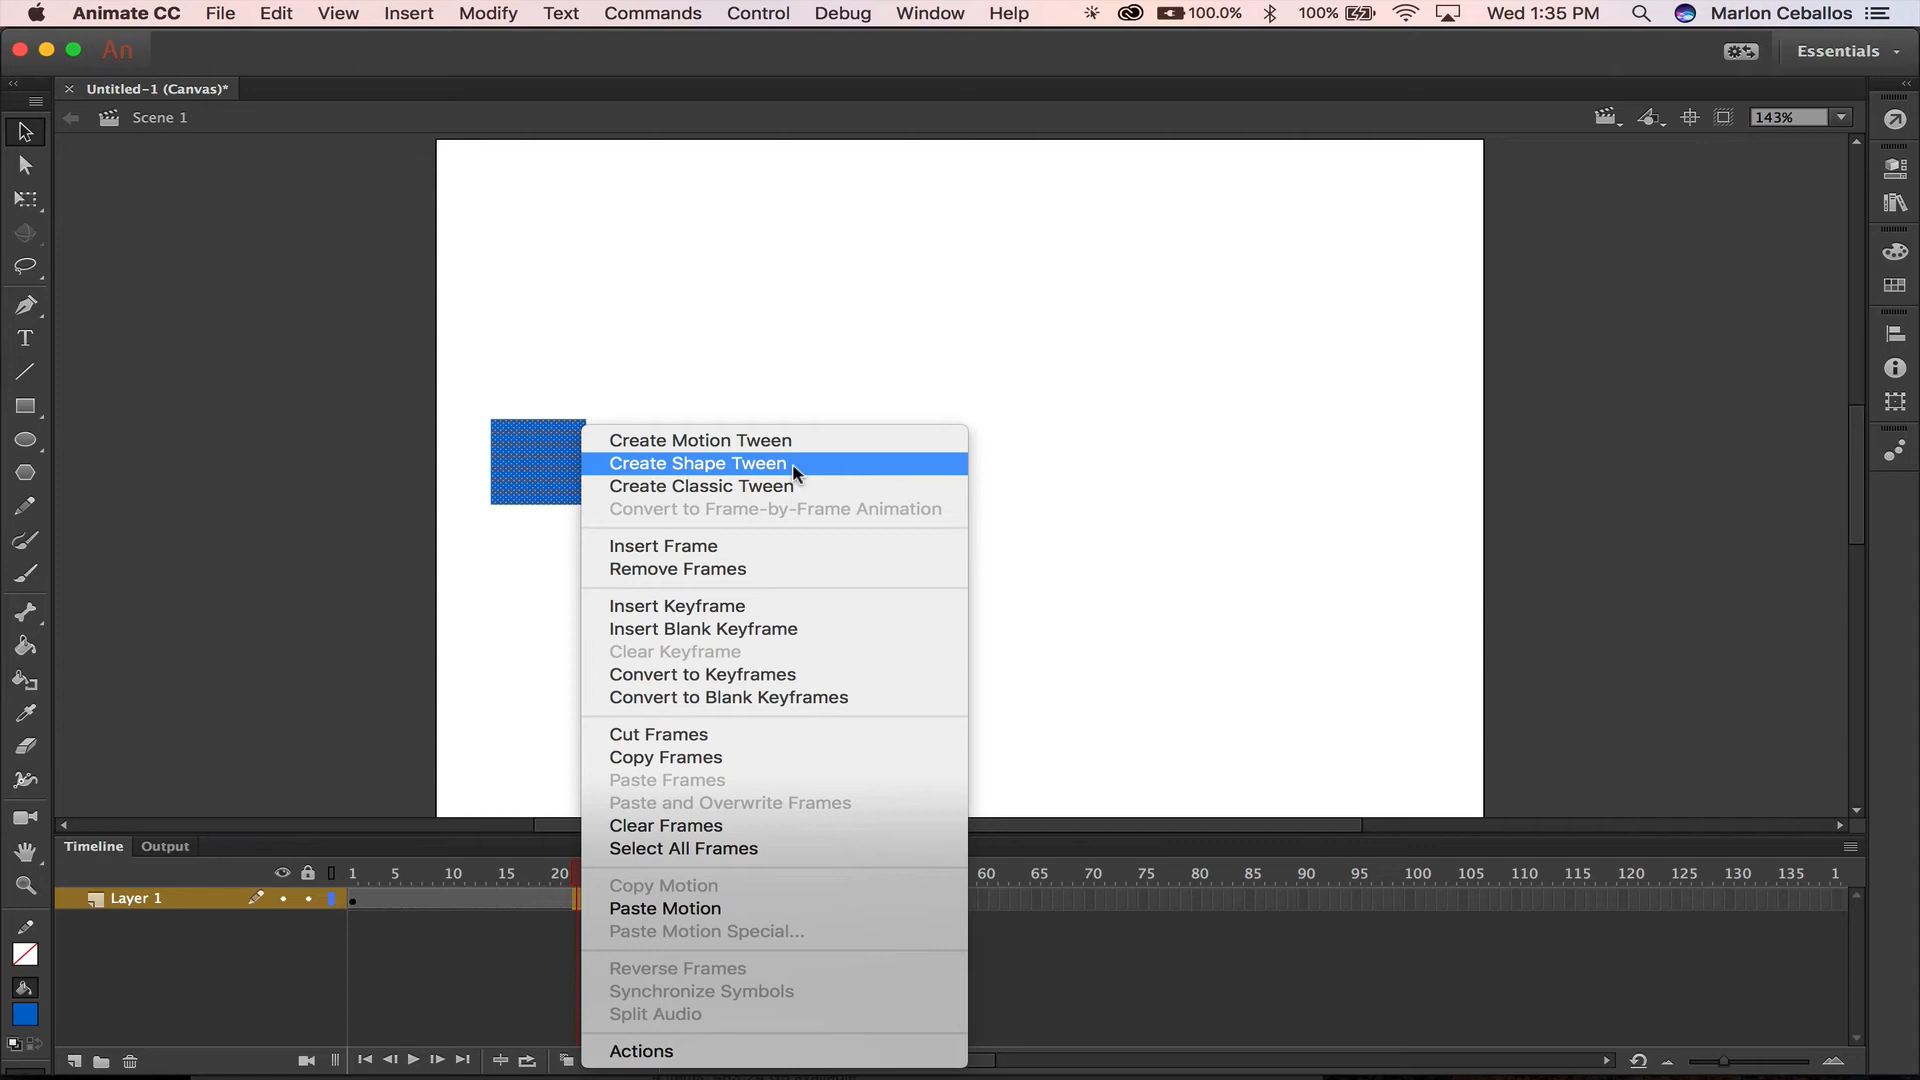 Animate CC File Edit View Insert Modify Text Commands Control Debug Window Help 100.0% 100% Wed 1:35 PM Marlon Ceballos
An Essentials
Untitled-1 (Canvas)*
Scene 1 143%
T
Create Motion Tween
Create Shape Tween
Create Classic Tween
Convert to Frame-by-Frame Animation
Insert Frame
Remove Frames
Insert Keyframe
Insert Blank Keyframe
Clear Keyframe
Convert to Keyframes
Convert to Blank Keyframes
Cut Frames
Copy Frames
Paste Frames
Paste and Overwrite Frames
Clear Frames
Select All Frames
Copy Motion
Paste Motion
Paste Motion Special...
Reverse Frames
Synchronize Symbols
Split Audio
Actions
Timeline Output
1 5 10 15 20 60 65 70 75 80 85 90 95 100 105 110 115 120 125 130 135 1
Layer 1